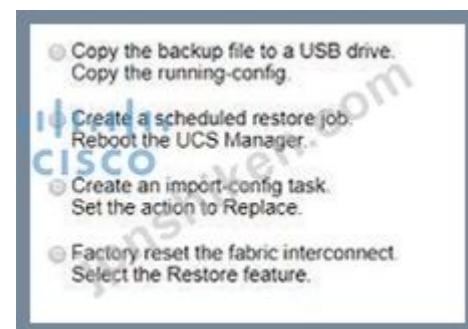 Copy the backup file to a USB drive.
Copy the running-config.
Create a scheduled restore job.
Reboot the UCS Manager.
CISCO
Create an import-config task.
Set the action to Replace.
Factory reset the fabric interconnect.
Select the Restore feature.